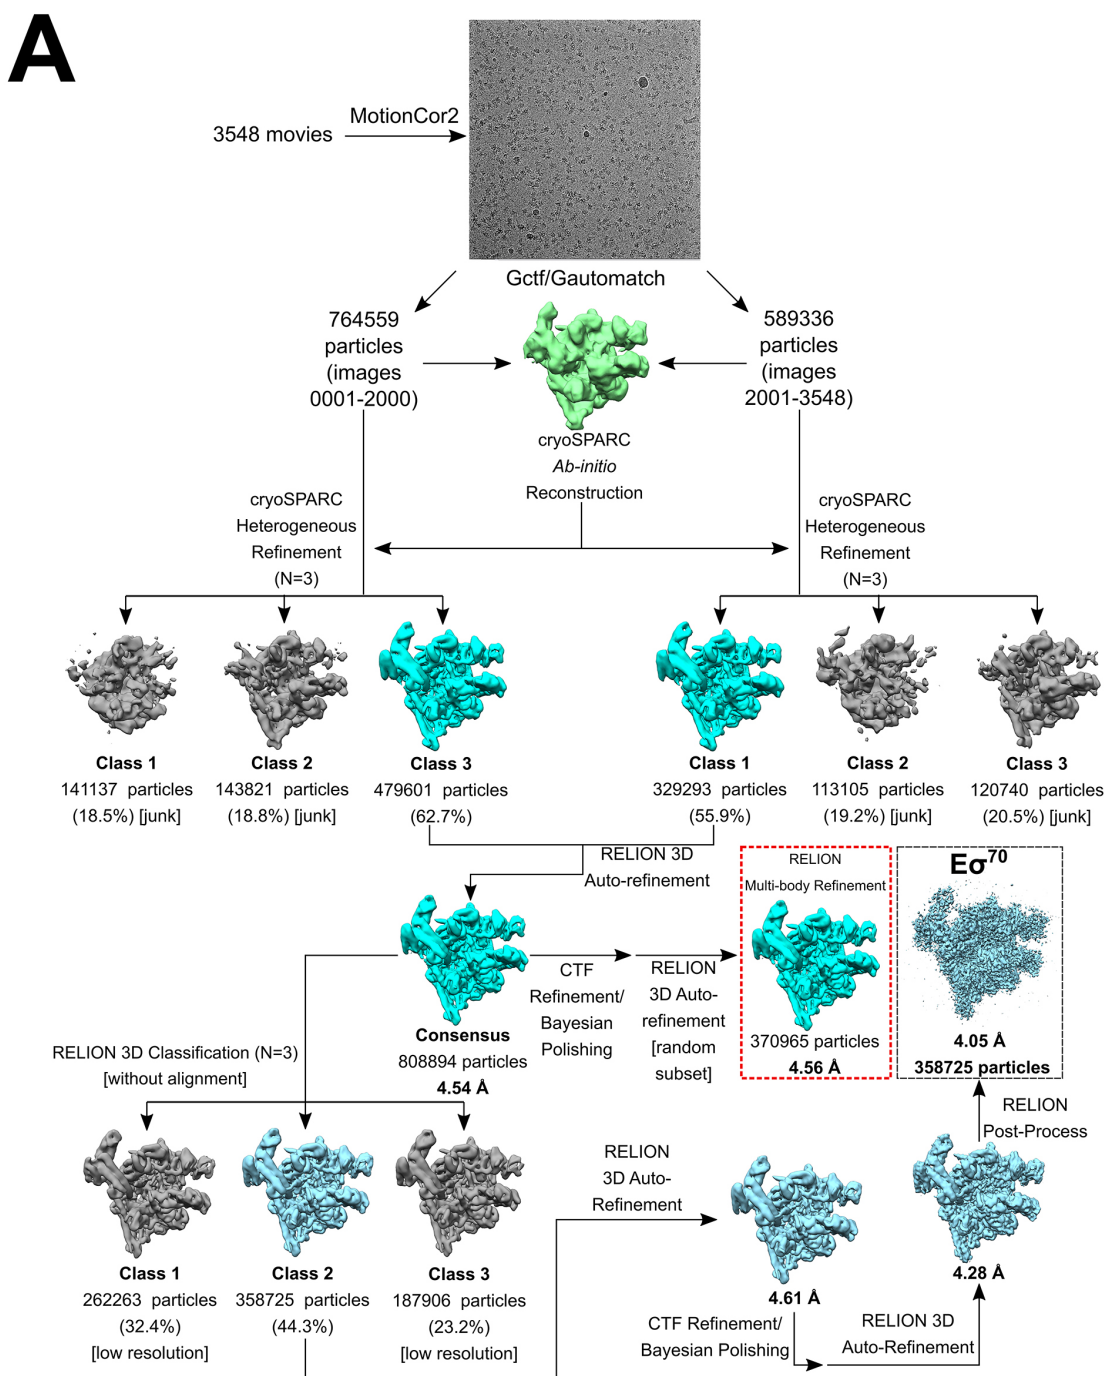 A
3548 movies
MotionCor2
Gctf/Gautomatch
764559
particles
(images
0001-2000)
589336
particles
(images
2001-3548)
cryoSPARC
Ab-initio
Reconstruction
cryoSPARC
Heterogeneous
Refinement
(N=3)
cryoSPARC
Heterogeneous
Refinement
(N=3)
Class 1
141137 particles
(18.5%) [junk]
Class 2
143821 particles
(18.8%) [junk]
Class 3
479601 particles
(62.7%)
Class 1
329293 particles
(55.9%)
Class 2
113105 particles
(19.2%) [junk]
Class 3
120740 particles
(20.5%) [junk]
RELION 3D
Auto-refinement
Consensus
808894 particles
4.54 Å
CTF
Refinement/
Bayesian
Polishing
RELION
3D Auto-
refinement
[random
subset]
RELION
Multi-body Refinement
370965 particles
4.56 Å
Eσ⁷⁰
4.05 Å
358725 particles
RELION 3D Classification (N=3)
[without alignment]
Class 1
262263 particles
(32.4%)
[low resolution]
Class 2
358725 particles
(44.3%)
Class 3
187906 particles
(23.2%)
[low resolution]
RELION
3D Auto-
Refinement
4.61 Å
CTF Refinement/
Bayesian Polishing
RELION 3D
Auto-Refinement
4.28 Å
RELION
Post-Process